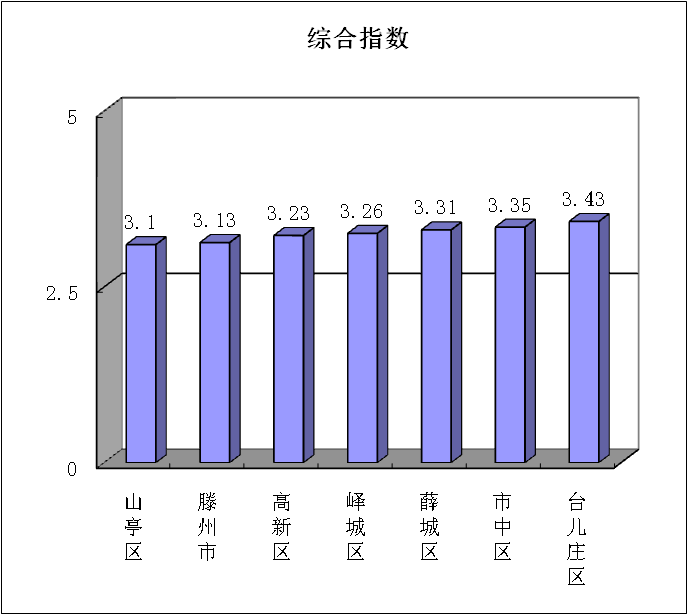 综合指数
5
2.5
0
3.1
3.13
3.23
3.26
3.31
3.35
3.43
山亭区
滕州市
高新区
峄城区
薛城区
市中区
台儿庄区